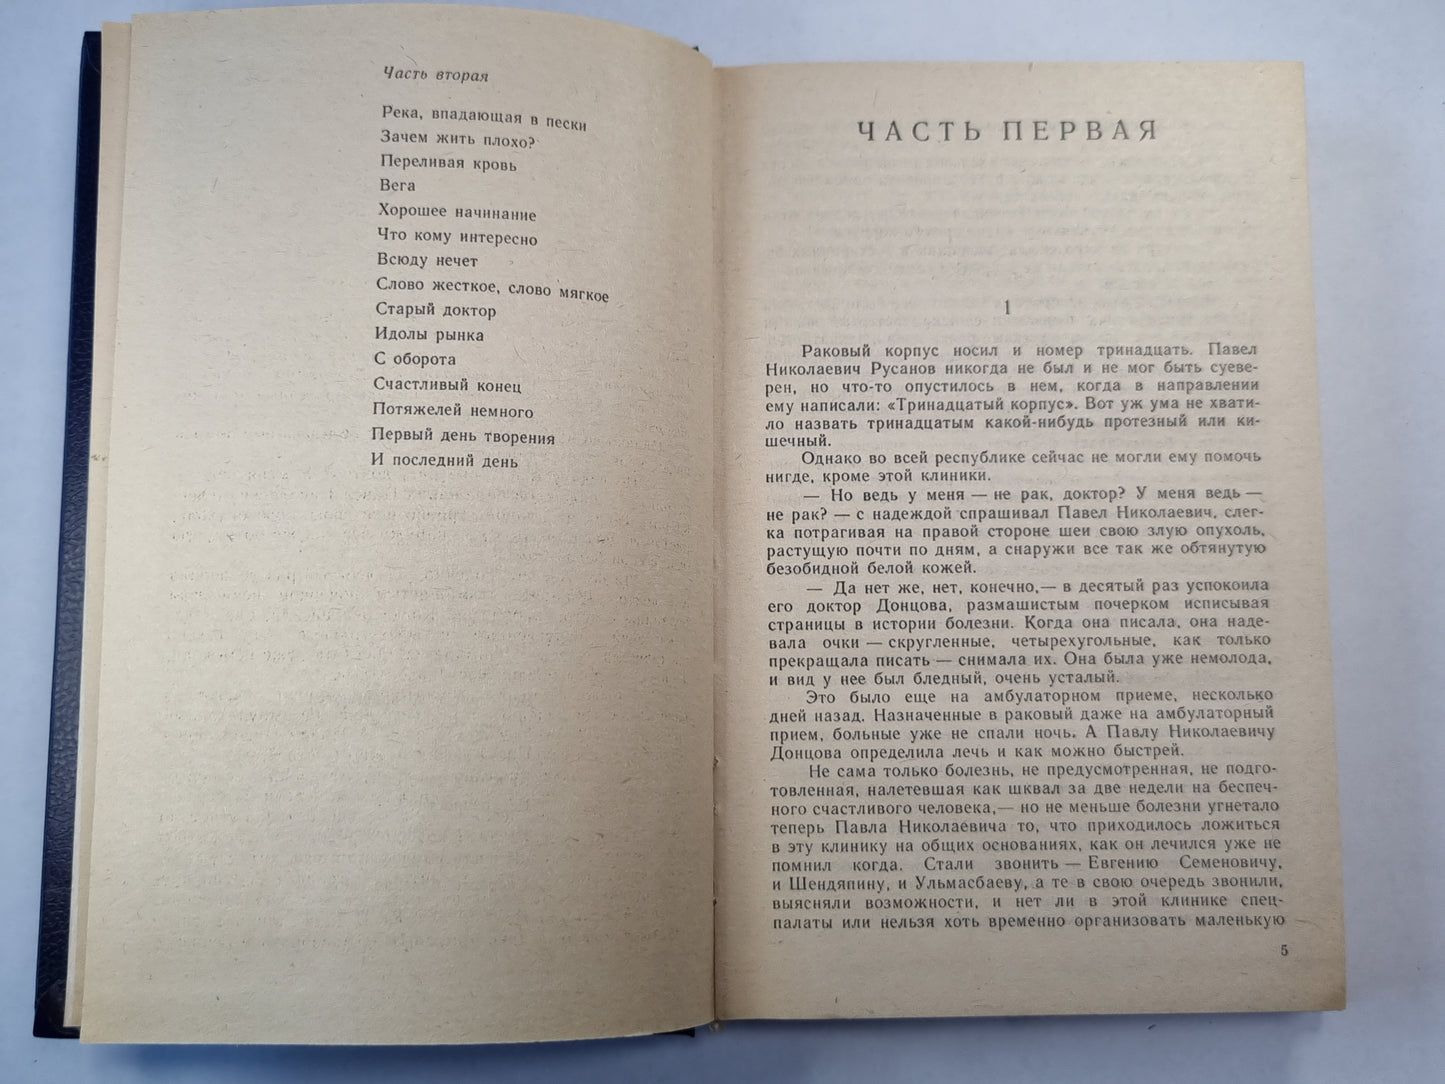 Часть вторая
Река, впадающая в пески
Зачем жить плохо?
Переливая кровь
Вега
Хорошее начинание
Что кому интересно
Всюду нечет
Слово жесткое, слово мягкое
Старый доктор
Идолы рынка
С оборота
Счастливый конец
Потяжелей немного
Первый день творения
И последний день
ЧАСТЬ ПЕРВАЯ
1
Раковый корпус носил и номер тринадцать. Павел
Николаевич Русанов никогда не был и не мог быть суеве-
рен, но что-то опустилось в нем, когда в направлении
ему написали: «Тринадцатый корпус». Вот уж ума не хвати-
ло назвать тринадцатым какой-нибудь протезный или ки-
шечный.
Однако во всей республике сейчас не могли ему помочь
нигде, кроме этой клиники.
— Но ведь у меня — не рак, доктор? У меня ведь —
не рак? — с надеждой спрашивал Павел Николаевич, слег-
ка потрагивая на правой стороне шеи свою злую опухоль,
растущую почти по дням, а снаружи все так же обтянутую
безобидной белой кожей.
— Да нет же, нет, конечно,— в десятый раз успокоила
его доктор Донцова, размашистым почерком исписывая
страницы в истории болезни. Когда она писала, она наде-
вала очки — скругленные, четырехугольные, как только
прекращала писать — снимала их. Она была уже немолода,
и вид у нее был бледный, очень усталый.
Это было еще на амбулаторном приеме, несколько
дней назад. Назначенные в раковый даже на амбулаторный
прием, больные уже не спали ночь. А Павлу Николаевичу
Донцова определила лечь и как можно быстрей.
Не сама только болезнь, не предусмотренная, не подго-
товленная, налетевшая как шквал за две недели на беспеч-
ного счастливого человека,— но не меньше болезни угнетало
теперь Павла Николаевича то, что приходилось ложиться
в эту клинику на общих основаниях, как он лечился уже не
помнил когда. Стали звонить — Евгению Семеновичу,
и Шендяпину, и Ульмасбаеву, а те в свою очередь звонили,
выясняли возможности, и нет ли в этой клинике спец-
палаты или нельзя хоть временно организовать маленькую
5